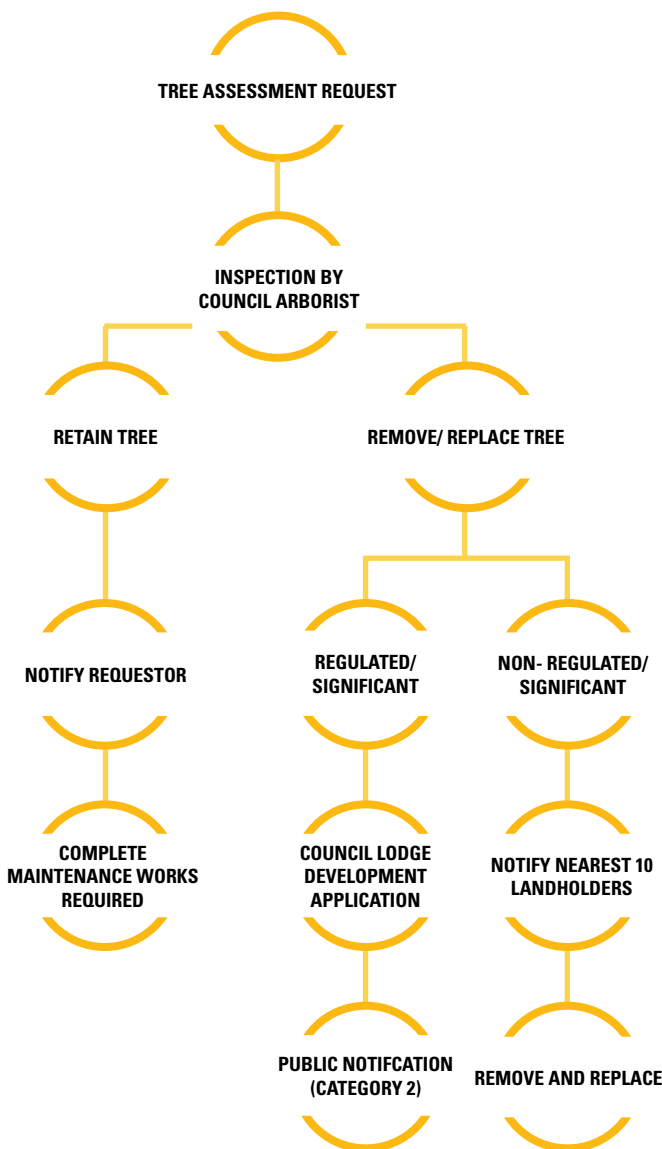 TREE ASSESSMENT REQUEST
INSPECTION BY
COUNCIL ARBORIST
RETAIN TREE
REMOVE/ REPLACE TREE
NOTIFY REQUESTOR
REGULATED/
SIGNIFICANT
NON- REGULATED/
SIGNIFICANT
COMPLETE
MAINTENANCE WORKS
REQUIRED
COUNCIL LODGE
DEVELOPMENT
APPLICATION
NOTIFY NEAREST 10
LANDHOLDERS
PUBLIC NOTIFCATION
(CATEGORY 2)
REMOVE AND REPLACE